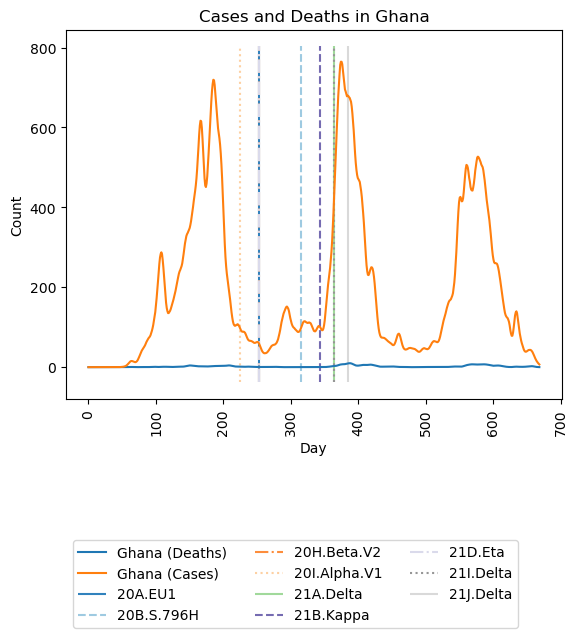 Cases and Deaths in Ghana
800
600
400
200
0
Count
0 100 200 300 400 500 600 700
Day
Ghana (Deaths) 20H.Beta.V2 21D.Eta
Ghana (Cases) 20I.Alpha.V1 21I.Delta
20A.EU1 21A.Delta 21J.Delta
20B.S.796H 21B.Kappa